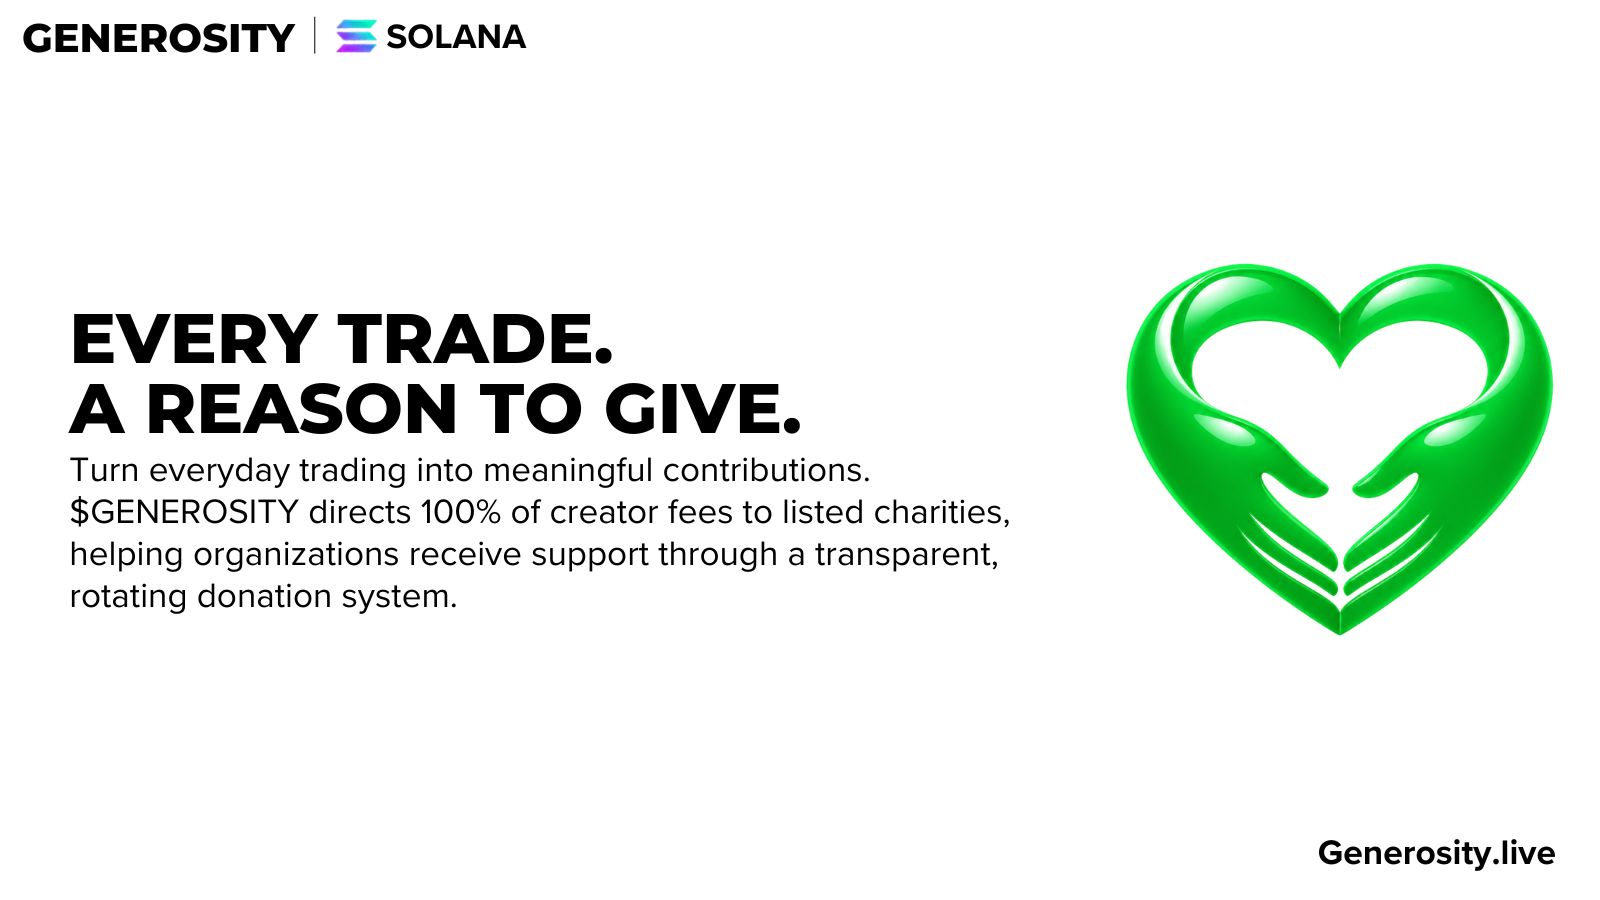 GENEROSITY | SOLANA
EVERY TRADE.
A REASON TO GIVE.
Turn everyday trading into meaningful contributions.
$GENEROSITY directs 100% of creator fees to listed charities,
helping organizations receive support through a transparent,
rotating donation system.
Generosity.live